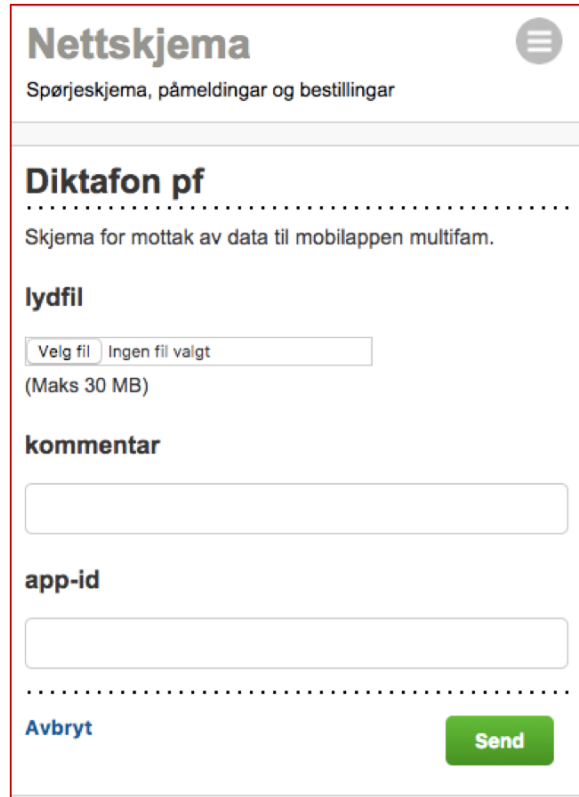 Nettskjema
Spørjeskjema, påmeldingar og bestillingar
Diktafon pf
Skjema for mottak av data til mobilappen multifam.
lydfil
Velg fil Ingen fil valgt
(Maks 30 MB)
kommentar
app-id
Avbryt Send